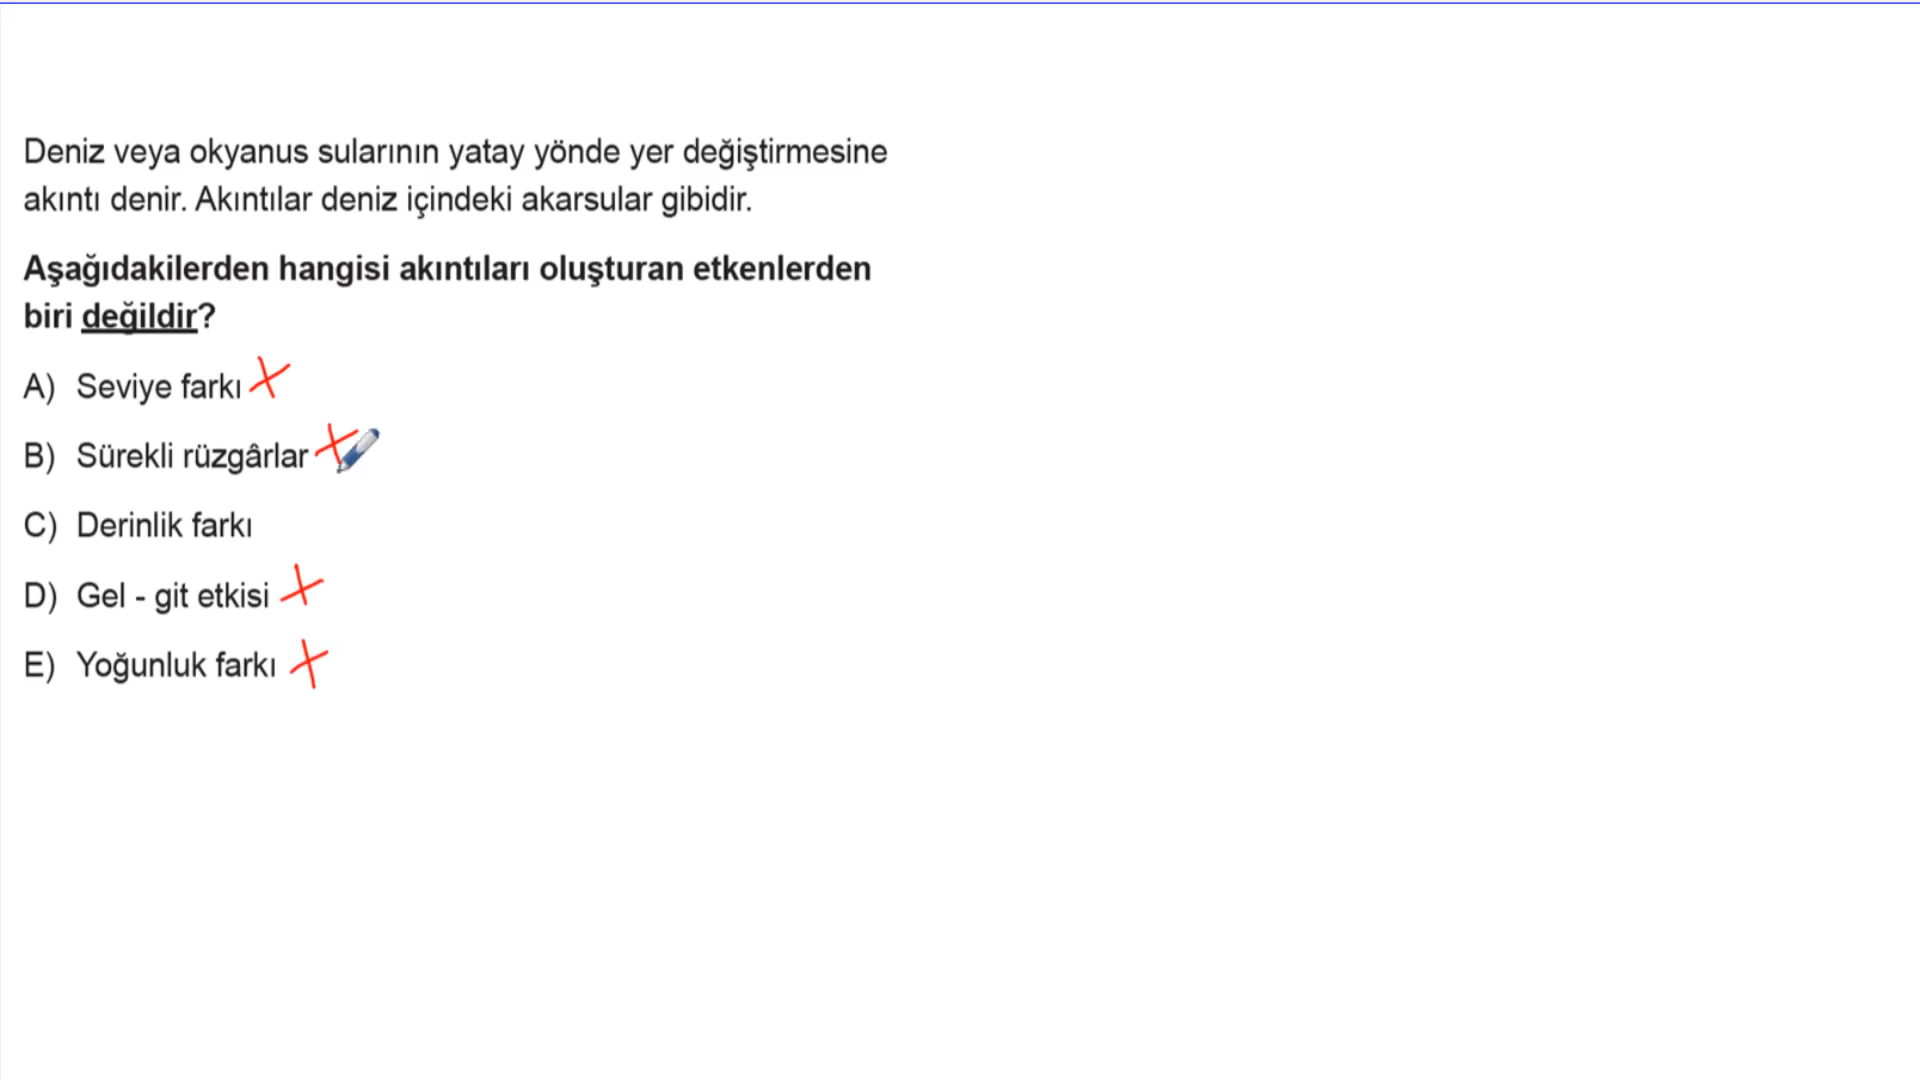 Deniz veya okyanus sularının yatay yönde yer değiştirmesine
akıntı denir. Akıntılar deniz içindeki akarsular gibidir.
Aşağıdakilerden hangisi akıntıları oluşturan etkenlerden
biri değildir?
A) Seviye farkı
B) Sürekli rüzgârlar
C) Derinlik farkı
D) Gel - git etkisi
E) Yoğunluk farkı